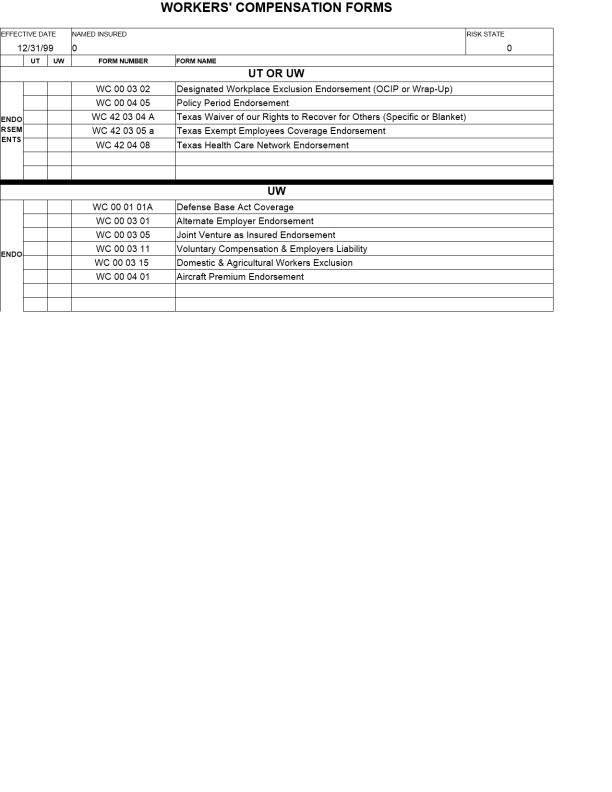 WORKERS' COMPENSATION FORMS
EFFECTIVE DATE NAMED INSURED RISK STATE
12/31/99 0 0
UT UW FORM NUMBER FORM NAME
UT OR UW
WC 00 03 02 Designated Workplace Exclusion Endorsement (OCIP or Wrap-Up)
WC 00 04 05 Policy Period Endorsement
ENDO WC 42 03 04 A Texas Waiver of our Rights to Recover for Others (Specific or Blanket)
RSEM WC 42 03 05 a Texas Exempt Employees Coverage Endorsement
ENTS WC 42 04 08 Texas Health Care Network Endorsement
UW
WC 00 01 01A Defense Base Act Coverage
WC 00 03 01 Alternate Employer Endorsement
WC 00 03 05 Joint Venture as Insured Endorsement
ENDO WC 00 03 11 Voluntary Compensation & Employers Liability
WC 00 03 15 Domestic & Agricultural Workers Exclusion
WC 00 04 01 Aircraft Premium Endorsement